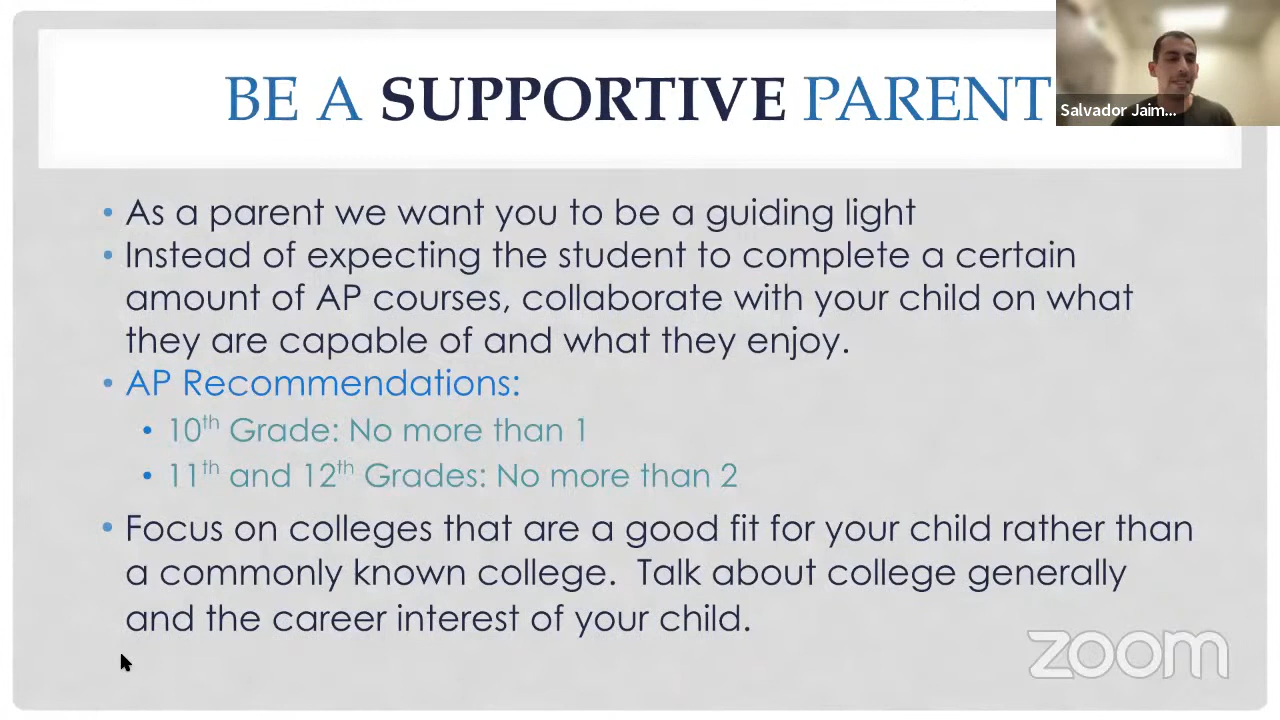 BE A SUPPORTIVE PARENT
Salvador Jaim...
• As a parent we want you to be a guiding light
• Instead of expecting the student to complete a certain
amount of AP courses, collaborate with your child on what
they are capable of and what they enjoy.
• AP Recommendations:
• 10th Grade: No more than 1
• 11th and 12th Grades: No more than 2
• Focus on colleges that are a good fit for your child rather than
a commonly known college.  Talk about college generally
and the career interest of your child.
zoom